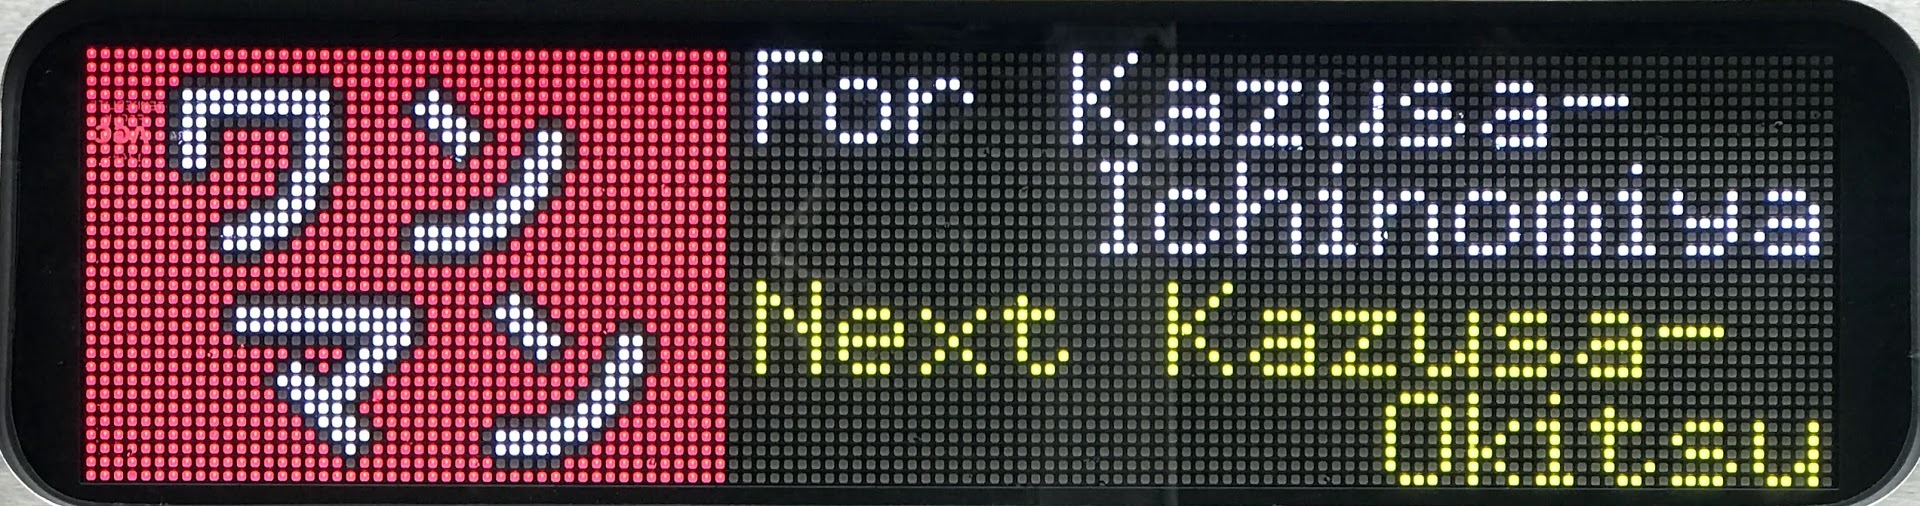 ワン
マン
For Kazusa-
Ichinomiya
Next Kazusa-
Okitsu